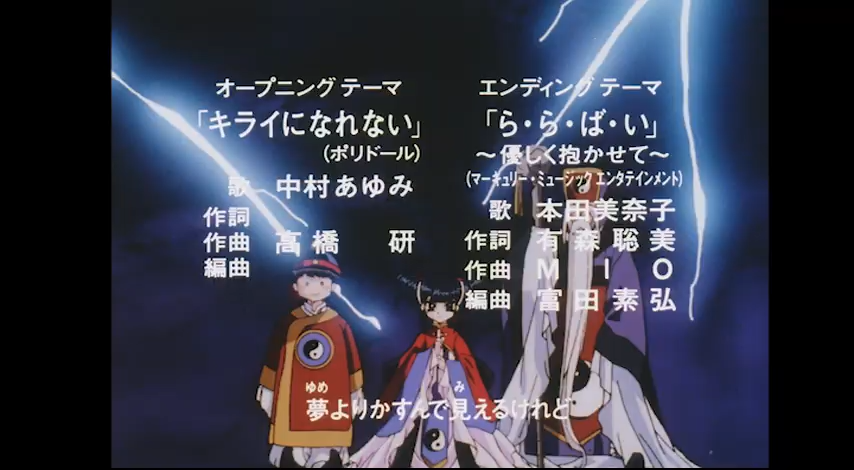 オープニング テーマ
「キライになれない」
(ポリドール)
歌 中村あゆみ
作詞
作曲 高橋 研
編曲
エンディング テーマ
「ら・ら・ば・い」
～優しく抱かせて～
(マーキュリー・ミュージック エンタテインメント)
歌 本田美奈子
作詞 有森聡美
作曲 MIO
編曲 富田素弘
ゆめ み
夢よりかすんで見えるけれど